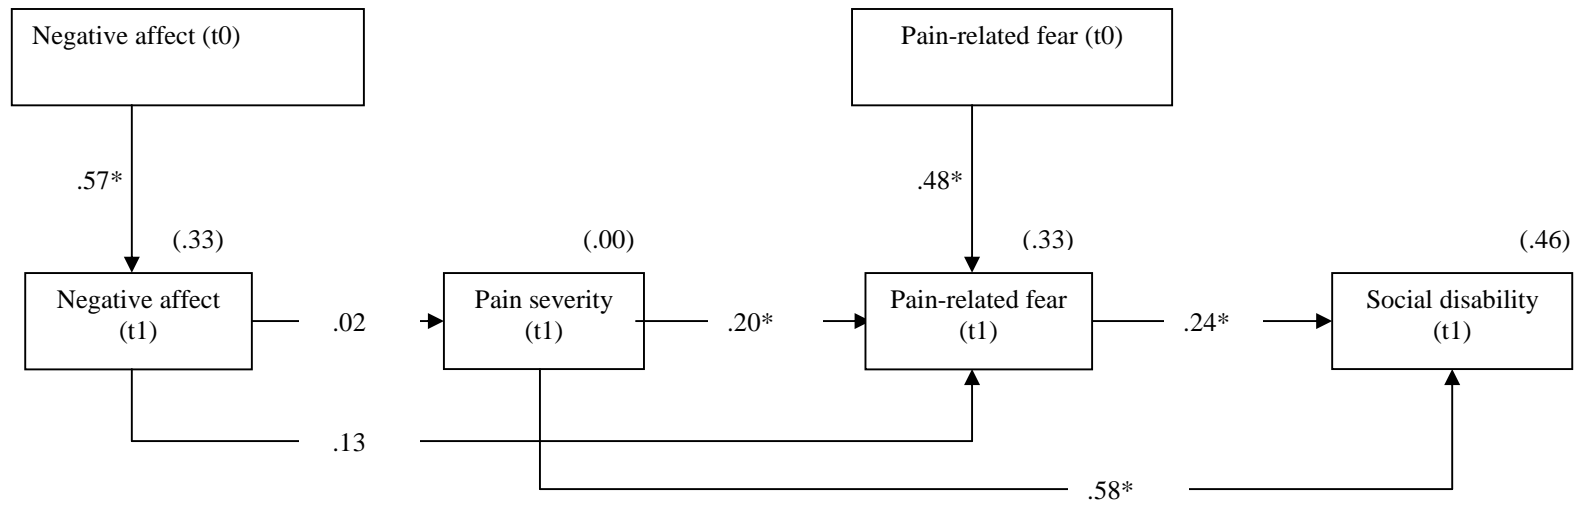 Negative affect (t0)
Pain-related fear (t0)
.57*
.48*
(.33)
(.00)
(.33)
(.46)
Negative affect
(t1)
.02
Pain severity
(t1)
.20*
Pain-related fear
(t1)
.24*
Social disability
(t1)
.13
.58*